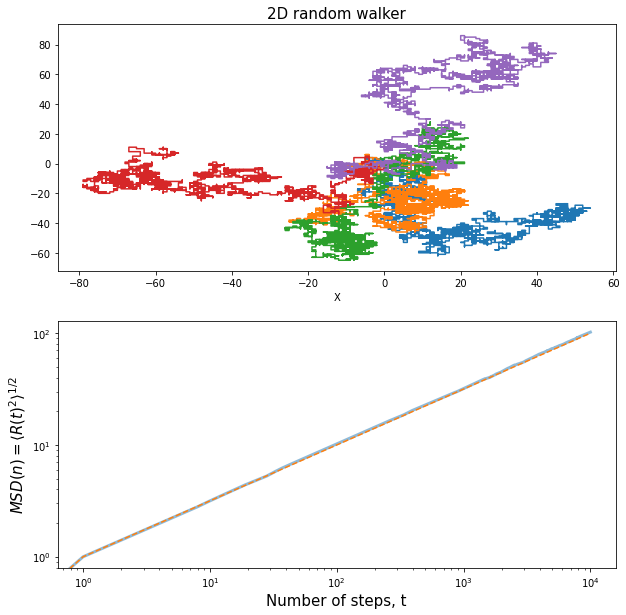 2D random walker
80
60
40
20
0
−20
−40
−60
−80 −60 −40 −20 0 20 40 60
X
MSD(n) = ⟨R(t)²⟩^{1/2}
10²
10¹
10⁰
10⁰ 10¹ 10² 10³ 10⁴
Number of steps, t